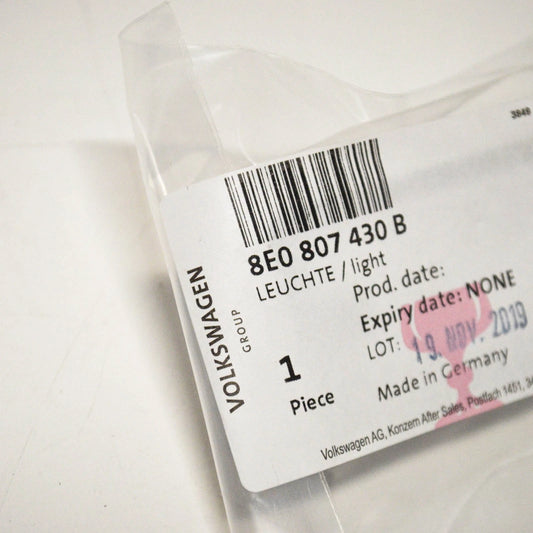 3849
8E0 807 430 B
LEUCHTE / light
Prod. date:
Expiry date: NONE
LOT: 19. NOV. 2019
Made in Germany
1
Piece
VOLKSWAGEN
GROUP
Volkswagen AG, Konzern After Sales, Postfach 1451, 34